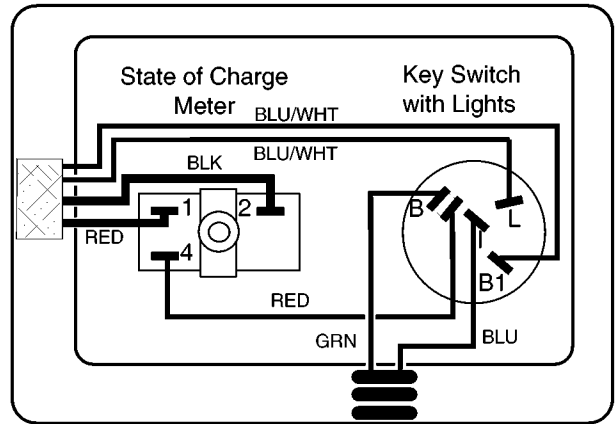 State of Charge
Meter
Key Switch
with Lights
BLU/WHT
BLU/WHT
BLK
1
2
B
L
I
RED
4
B1
RED
GRN
BLU